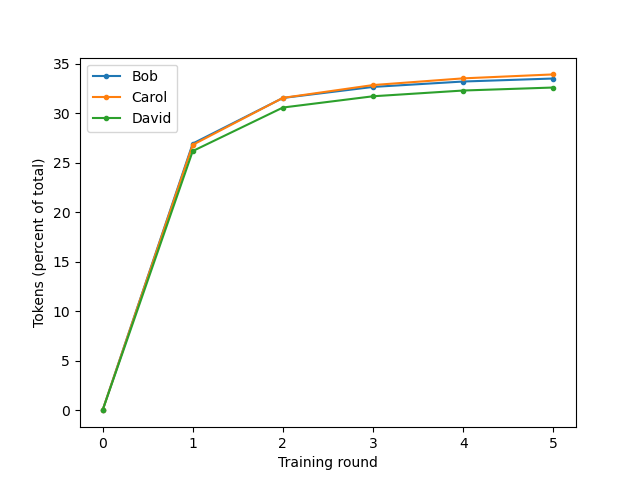 Bob
Carol
David
35
30
25
20
15
10
5
0
Tokens (percent of total)
0 1 2 3 4 5
Training round